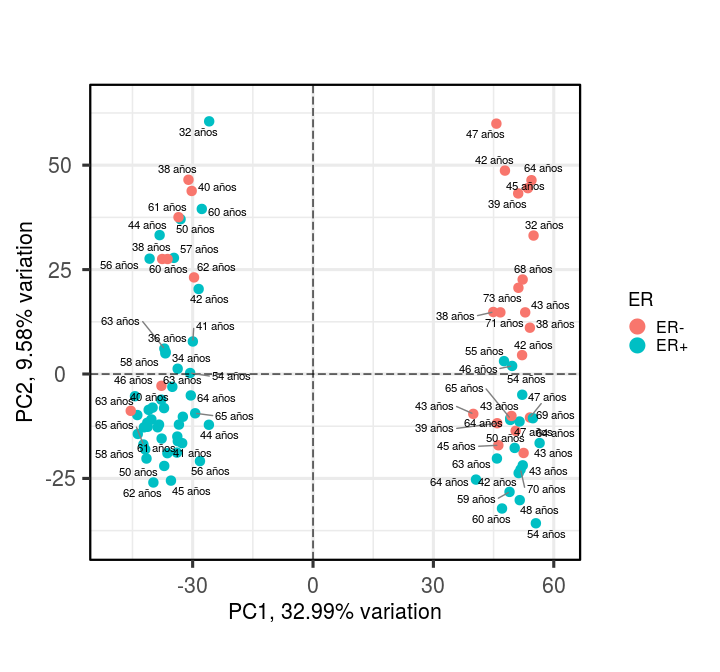 32 años
47 años
42 años
38 años
64 años
40 años
45 años
39 años
61 años
60 años
50 años
44 años
32 años
38 años
57 años
56 años
60 años
62 años
68 años
42 años
73 años
43 años
38 años
71 años
38 años
63 años
41 años
36 años
42 años
55 años
58 años
34 años
46 años
54 años
46 años
63 años
54 años
65 años
63 años
40 años
64 años
47 años
43 años
43 años
65 años
69 años
65 años
39 años
64 años
47 años
44 años
50 años
45 años
61 años
41 años
58 años
43 años
63 años
50 años
56 años
43 años
64 años
42 años
62 años
45 años
70 años
59 años
48 años
60 años
54 años
50
25
0
-25
-30
0
30
60
PC1, 32.99% variation
PC2, 9.58% variation
ER
ER-
ER+